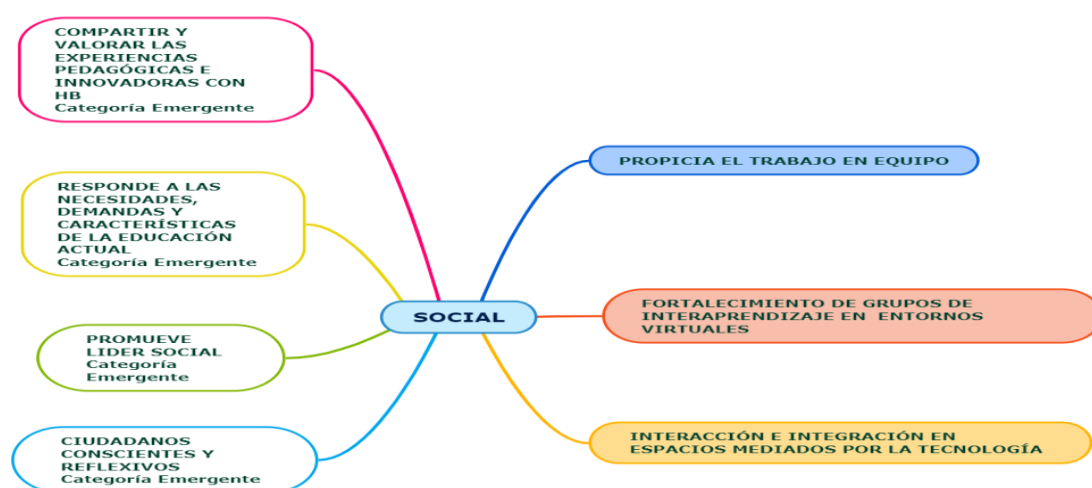 COMPARTIR Y
VALORAR LAS
EXPERIENCIAS
PEDAGÓGICAS E
INNOVADORAS CON
HB
Categoría Emergente
RESPONDE A LAS
NECESIDADES,
DEMANDAS Y
CARACTERÍSTICAS
DE LA EDUCACIÓN
ACTUAL
Categoría Emergente
PROMUEVE
LIDER SOCIAL
Categoría
Emergente
CIUDADANOS
CONSCIENTES Y
REFLEXIVOS
Categoría Emergente
SOCIAL
PROPICIA EL TRABAJO EN EQUIPO
FORTALECIMIENTO DE GRUPOS DE
INTERAPRENDIZAJE EN ENTORNOS
VIRTUALES
INTERACCIÓN E INTEGRACIÓN EN
ESPACIOS MEDIADOS POR LA TECNOLOGÍA